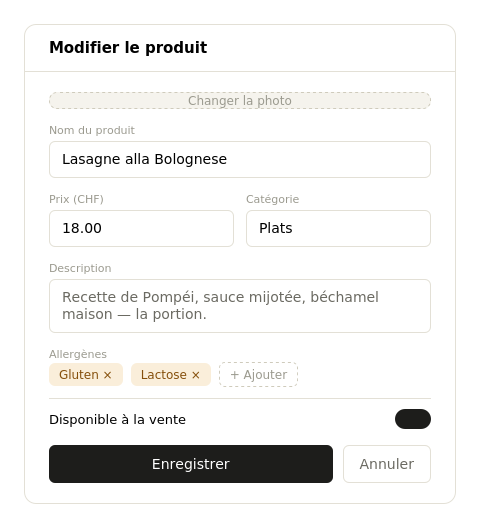 Modifier le produit
Changer la photo
Nom du produit
Lasagne alla Bolognese
Prix (CHF)
Catégorie
18.00
Plats
Description
Recette de Pompéi, sauce mijotée, béchamel
maison — la portion.
Allergènes
Gluten ×
Lactose ×
+ Ajouter
Disponible à la vente
Enregistrer
Annuler